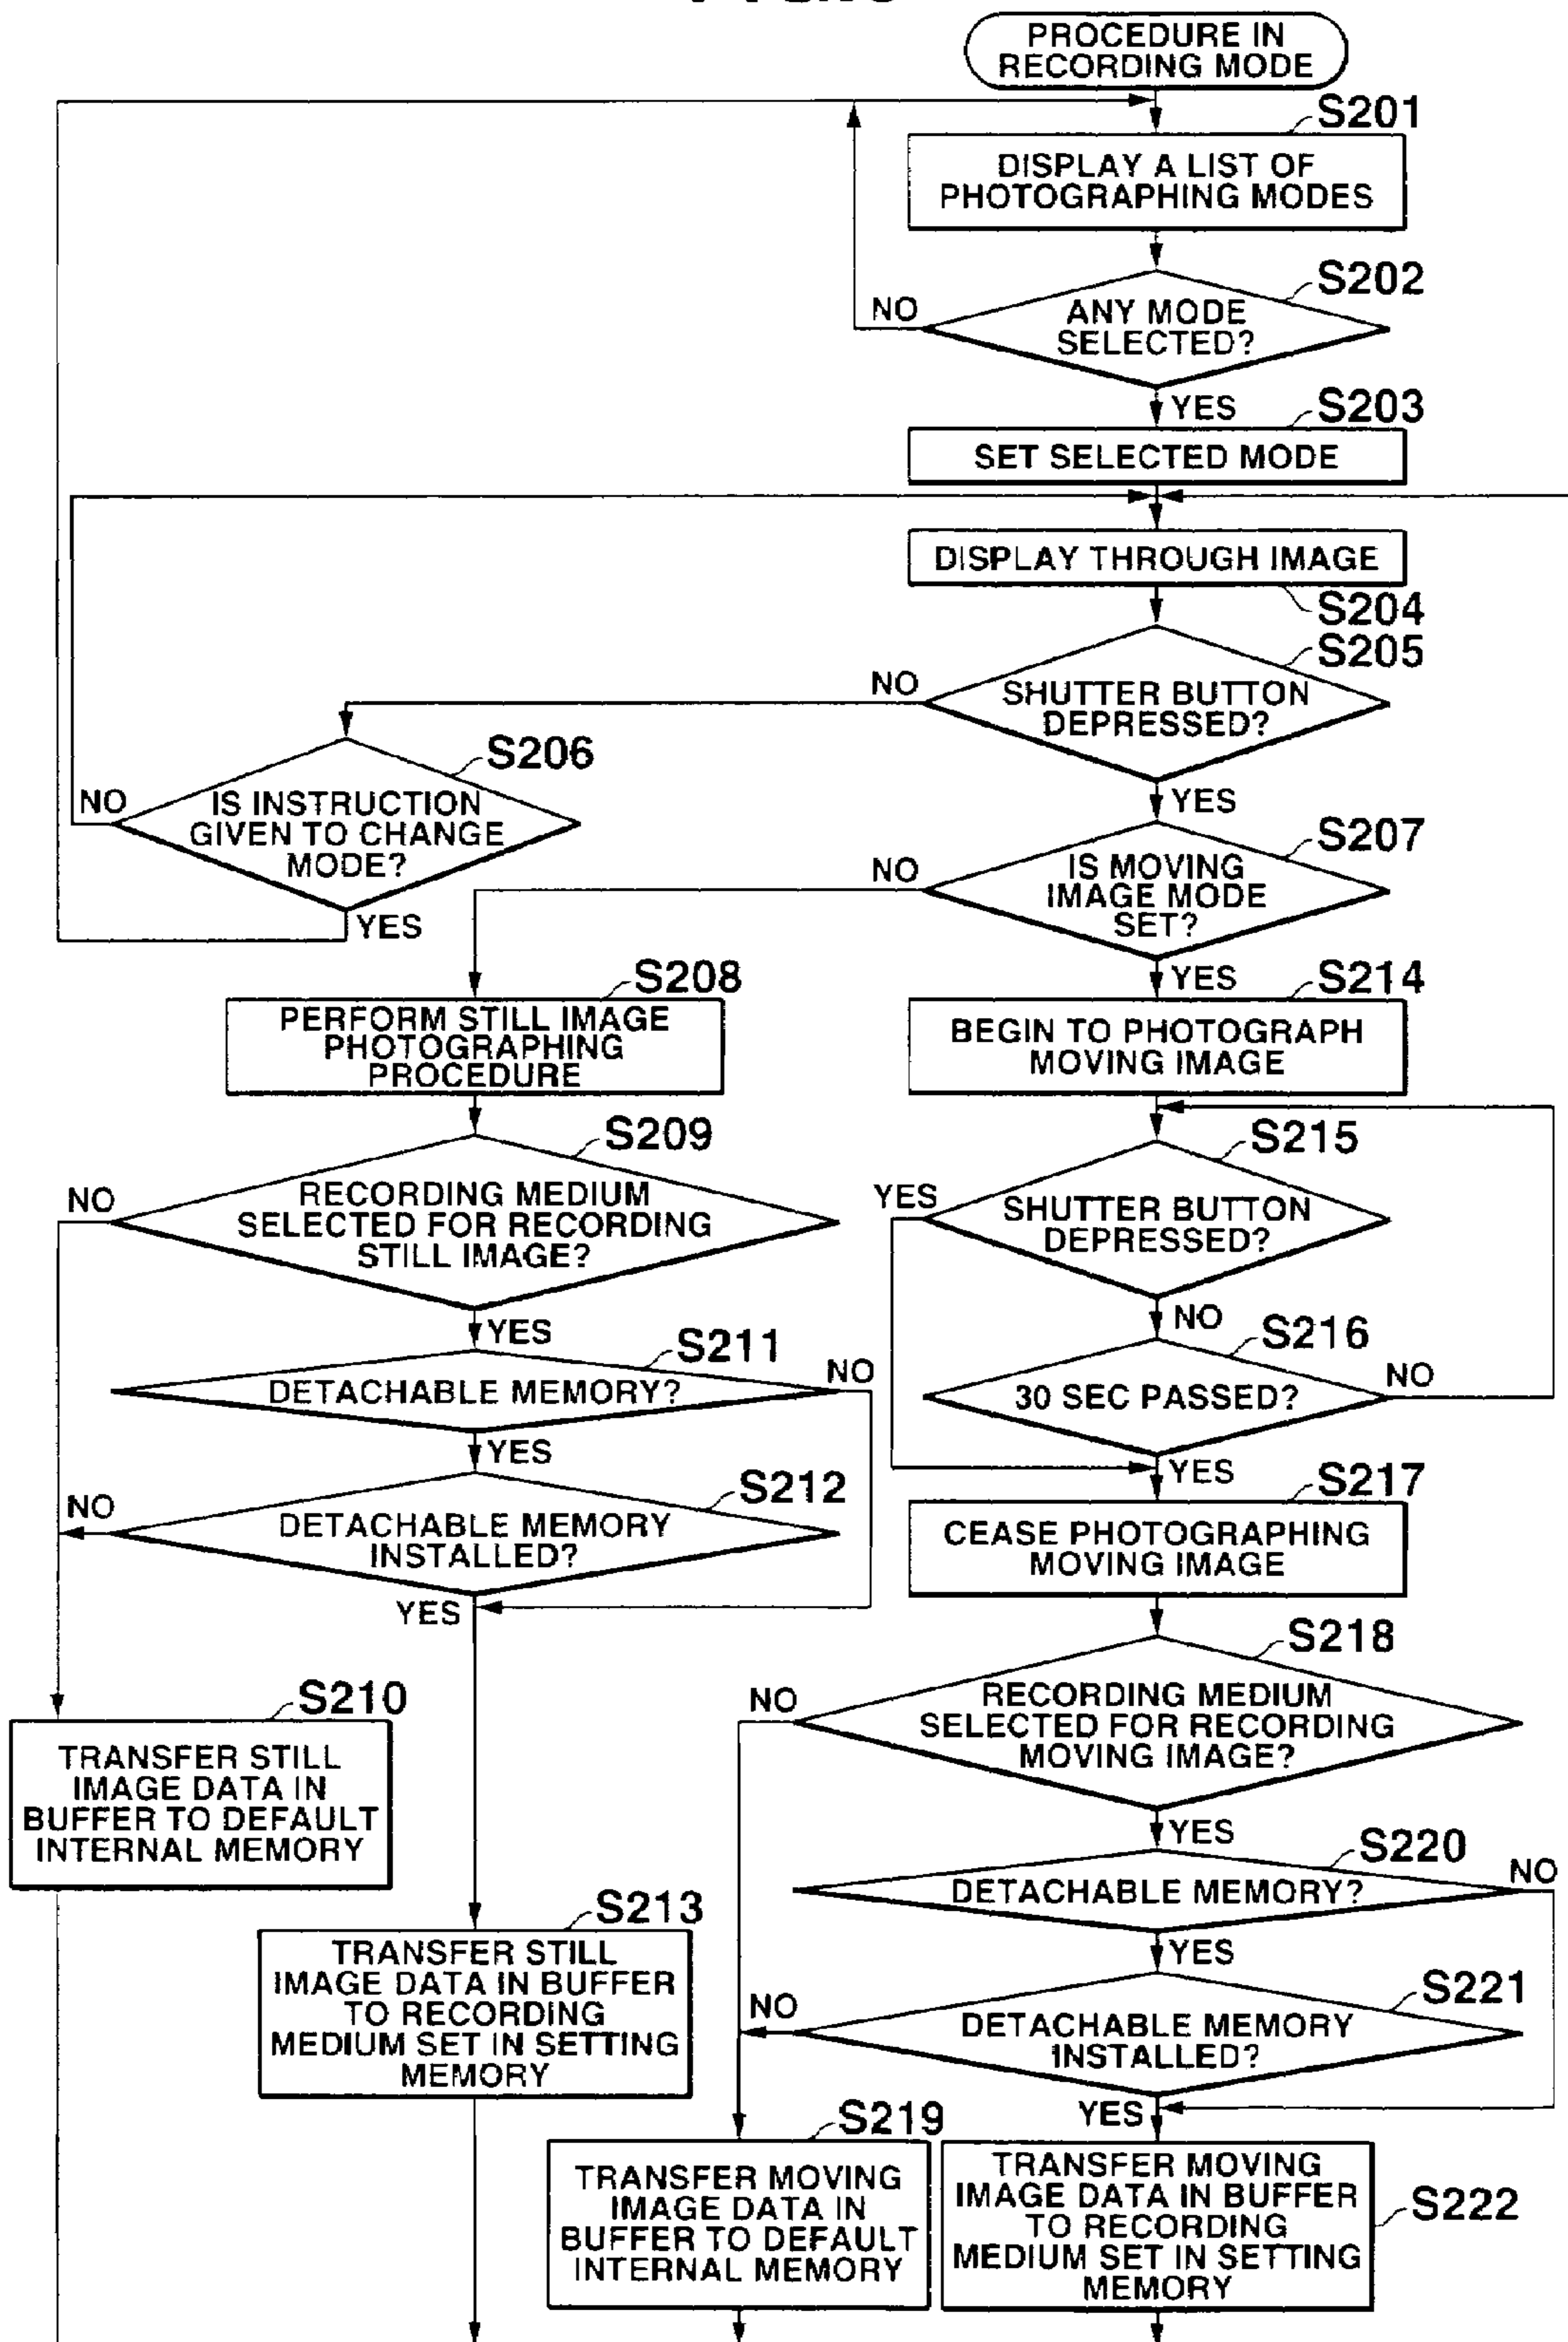 PROCEDURE IN
RECORDING MODE
S201
DISPLAY A LIST OF
PHOTOGRAPHING MODES
S202
NO
ANY MODE
SELECTED?
YES
S203
SET SELECTED MODE
DISPLAY THROUGH IMAGE
S204
S205
NO
SHUTTER BUTTON
DEPRESSED?
S206
NO
IS INSTRUCTION
GIVEN TO CHANGE
MODE?
YES
YES
S207
NO
IS MOVING
IMAGE MODE
SET?
YES
S208
PERFORM STILL IMAGE
PHOTOGRAPHING
PROCEDURE
S209
NO
RECORDING MEDIUM
SELECTED FOR RECORDING
STILL IMAGE?
YES
S211
NO
DETACHABLE MEMORY?
YES
S212
NO
DETACHABLE MEMORY
INSTALLED?
YES
S210
TRANSFER STILL
IMAGE DATA IN
BUFFER TO DEFAULT
INTERNAL MEMORY
S213
TRANSFER STILL
IMAGE DATA IN BUFFER
TO RECORDING
MEDIUM SET IN SETTING
MEMORY
S214
BEGIN TO PHOTOGRAPH
MOVING IMAGE
S215
YES
SHUTTER BUTTON
DEPRESSED?
NO
S216
NO
30 SEC PASSED?
YES
S217
CEASE PHOTOGRAPHING
MOVING IMAGE
S218
NO
RECORDING MEDIUM
SELECTED FOR RECORDING
MOVING IMAGE?
YES
S220
NO
DETACHABLE MEMORY?
YES
S221
NO
DETACHABLE MEMORY
INSTALLED?
YES
S219
TRANSFER MOVING
IMAGE DATA IN
BUFFER TO DEFAULT
INTERNAL MEMORY
TRANSFER MOVING
IMAGE DATA IN BUFFER
TO RECORDING
MEDIUM SET IN SETTING
MEMORY
S222